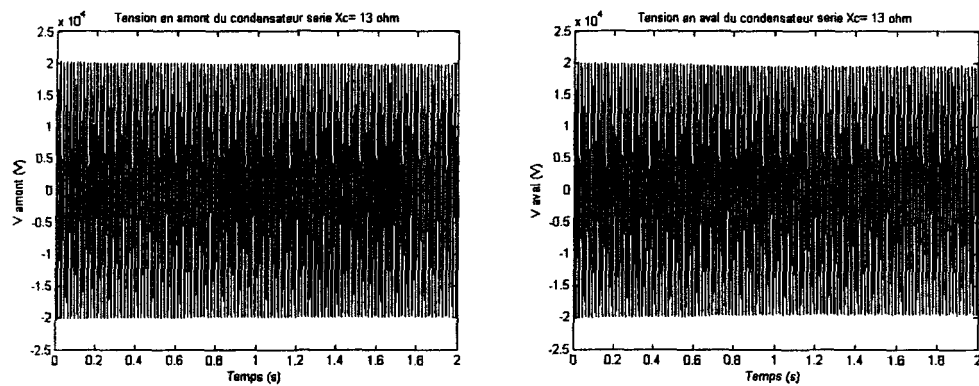 Tension en amont du condensateur serie Xc= 13 ohm
x 10^4
2.5
2
1.5
1
0.5
0
-0.5
-1
-1.5
-2
-2.5
V amont (V)
0 0.2 0.4 0.6 0.8 1 1.2 1.4 1.6 1.8 2
Temps (s)
Tension en aval du condensateur serie Xc= 13 ohm
x 10^4
2.5
2
1.5
1
0.5
0
-0.5
-1
-1.5
-2
-2.5
V aval (V)
0 0.2 0.4 0.6 0.8 1 1.2 1.4 1.6 1.8 2
Temps (s)